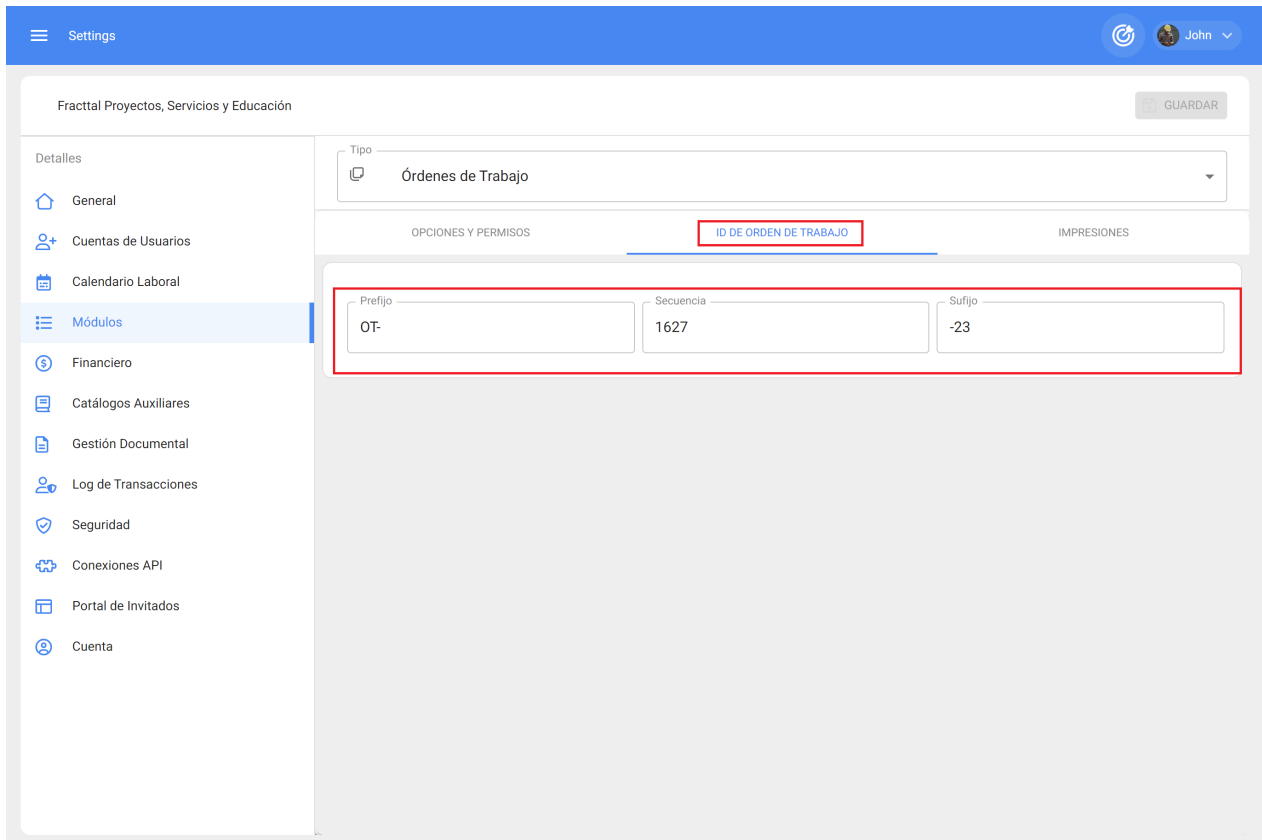 Settings
John
Fracttal Proyectos, Servicios y Educación
GUARDAR
Detalles
General
Cuentas de Usuarios
Calendario Laboral
Módulos
Financiero
Catálogos Auxiliares
Gestión Documental
Log de Transacciones
Seguridad
Conexiones API
Portal de Invitados
Cuenta
Tipo
Órdenes de Trabajo
OPCIONES Y PERMISOS
ID DE ORDEN DE TRABAJO
IMPRESIONES
Prefijo
OT-
Secuencia
1627
Sufijo
-23